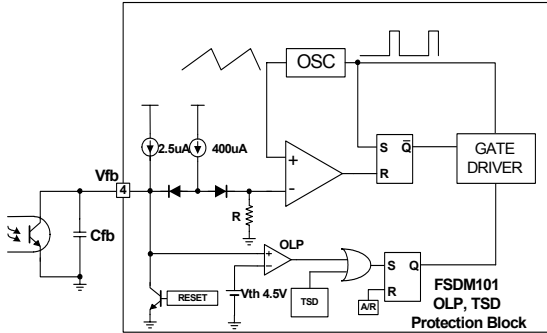 OSC
2.5uA
400uA
Vfb
4
+
-
S
Q̅
R
GATE
DRIVER
R
Cfb
OLP
+
-
S
Q
R
RESET
Vth 4.5V
TSD
A/R
FSDM101
OLP, TSD
Protection Block